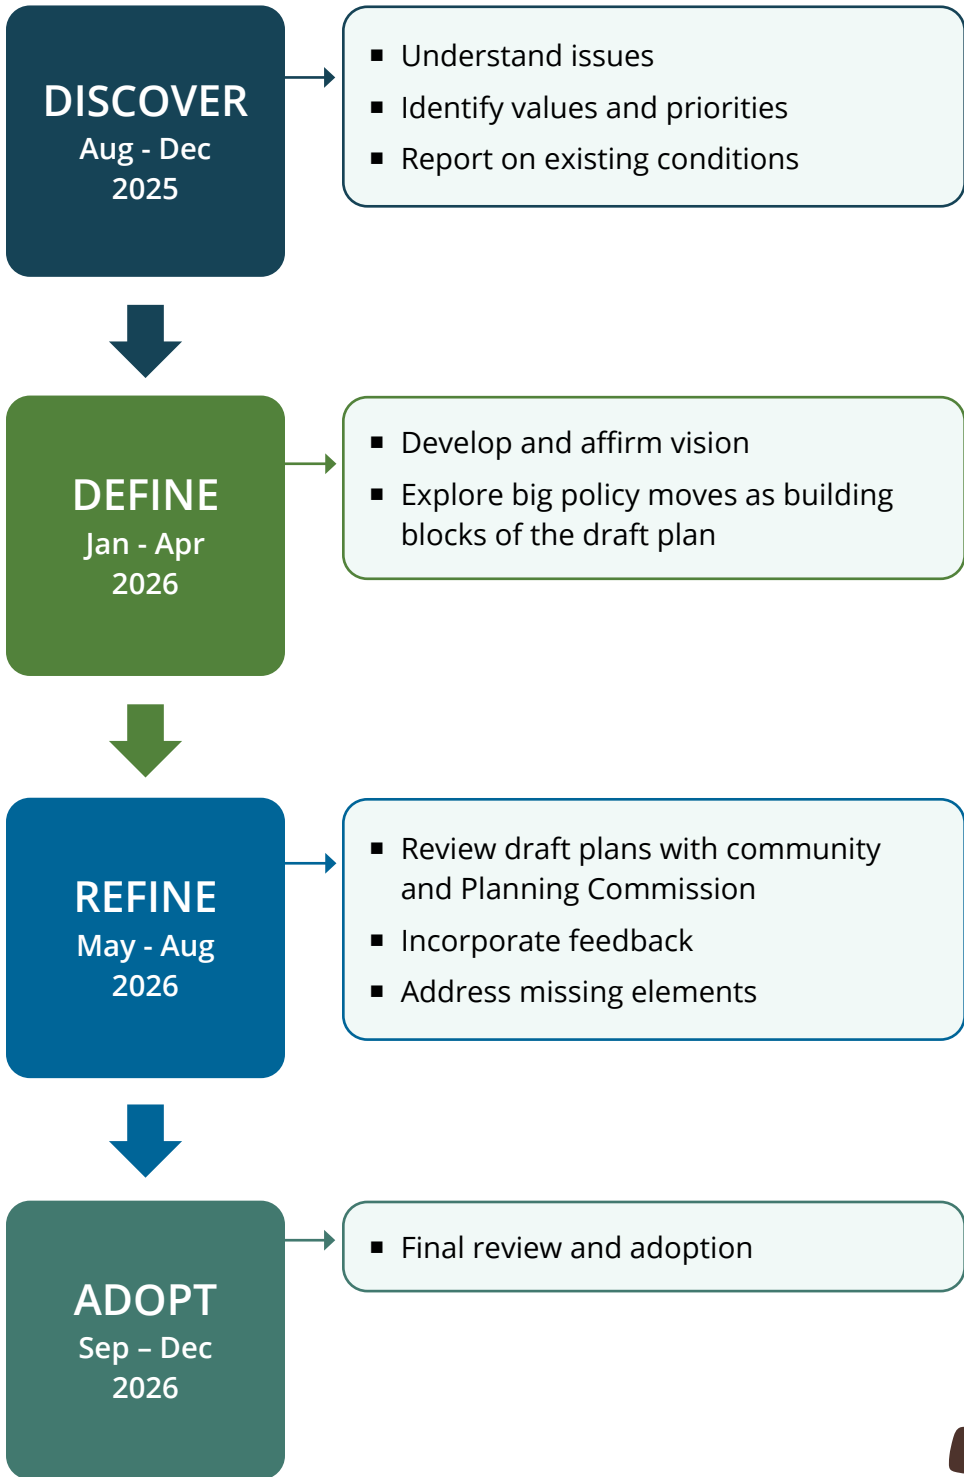 DISCOVER
Aug - Dec
2025
▪ Understand issues
▪ Identify values and priorities
▪ Report on existing conditions
DEFINE
Jan - Apr
2026
▪ Develop and affirm vision
▪ Explore big policy moves as building
blocks of the draft plan
REFINE
May - Aug
2026
▪ Review draft plans with community
and Planning Commission
▪ Incorporate feedback
▪ Address missing elements
ADOPT
Sep – Dec
2026
▪ Final review and adoption